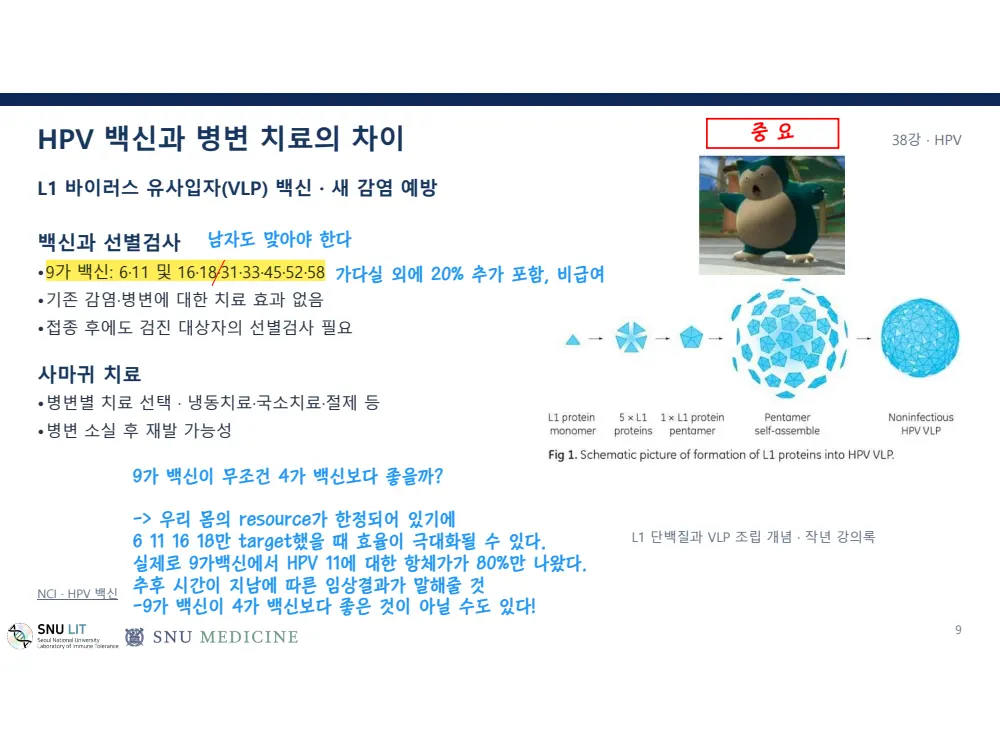 HPV 백신과 병변 치료의 차이
중요
38강 · HPV
L1 바이러스 유사입자(VLP) 백신 · 새 감염 예방
백신과 선별검사
남자도 맞아야 한다
•9가 백신: 6·11 및 16·18/31·33·45·52·58
가다실 외에 20% 추가 포함, 비급여
•기존 감염·병변에 대한 치료 효과 없음
•접종 후에도 검진 대상자의 선별검사 필요
사마귀 치료
•병변별 치료 선택 · 냉동치료·국소치료·절제 등
•병변 소실 후 재발 가능성
L1 protein
monomer
5 × L1
proteins
1 × L1 protein
pentamer
Pentamer
self-assemble
Noninfectious
HPV VLP
Fig 1. Schematic picture of formation of L1 proteins into HPV VLP.
9가 백신이 무조건 4가 백신보다 좋을까?
-> 우리 몸의 resource가 한정되어 있기에
6 11 16 18만 target했을 때 효율이 극대화될 수 있다.
실제로 9가백신에서 HPV 11에 대한 항체가가 80%만 나왔다.
추후 시간이 지남에 따른 임상결과가 말해줄 것
-9가 백신이 4가 백신보다 좋은 것이 아닐 수도 있다!
L1 단백질과 VLP 조립 개념 · 작년 강의록
NCI · HPV 백신
SNU LIT
Seoul National University
Laboratory of Immune Tolerance
SNU MEDICINE
9